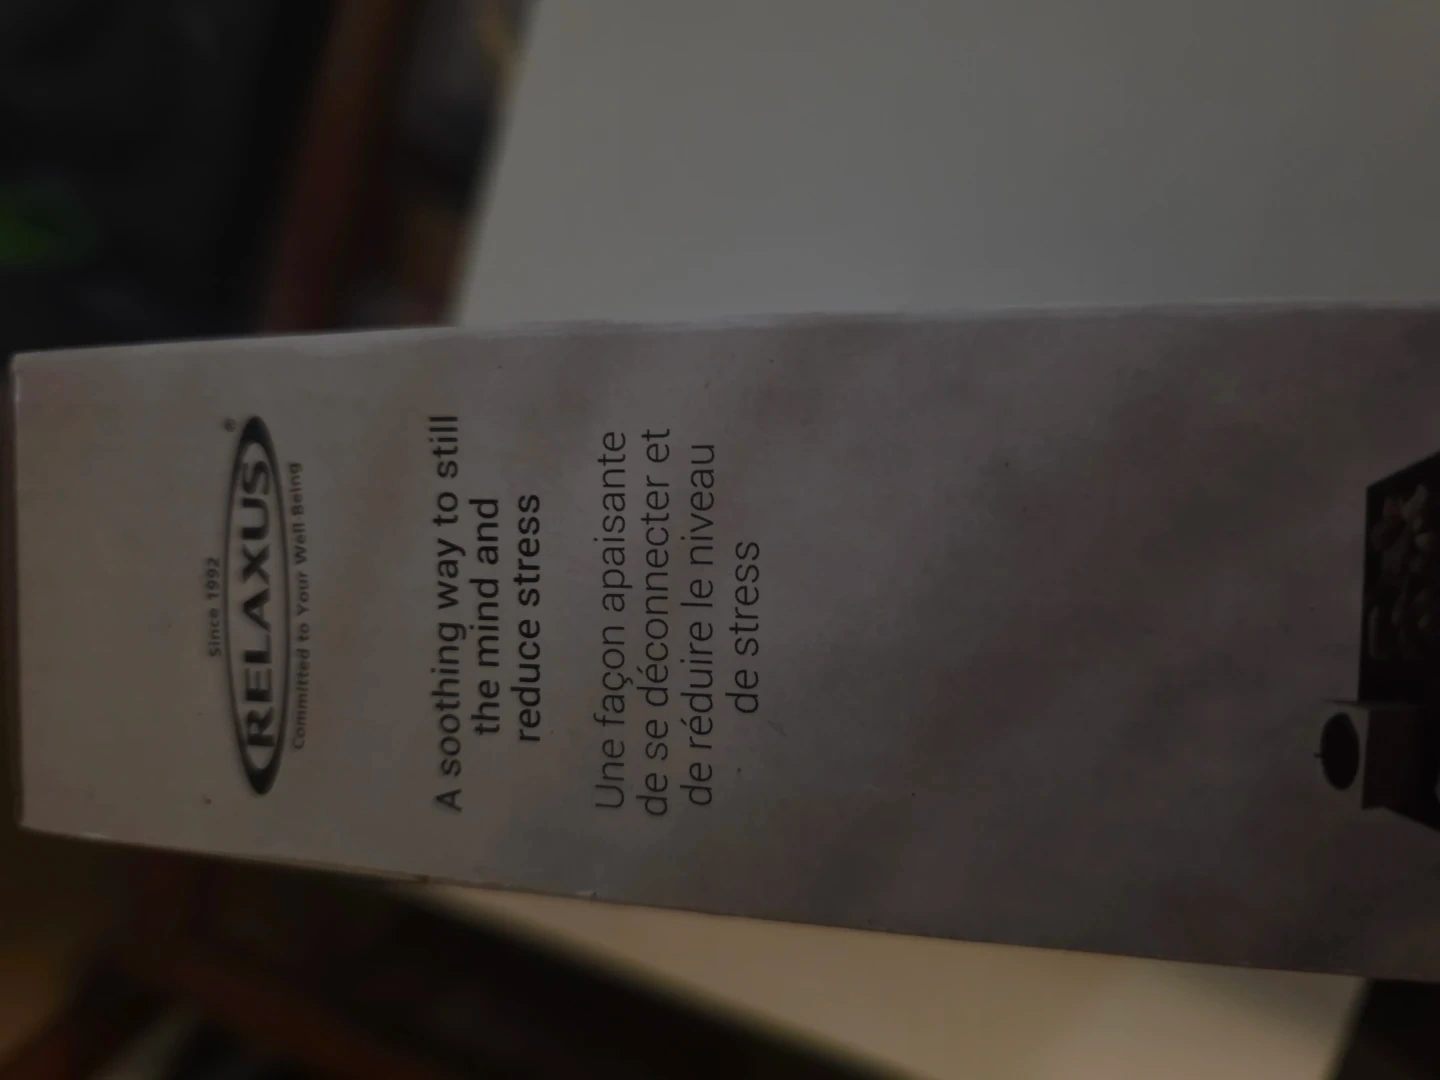 Since 1992
RELAXUS®
Committed to Your Well Being
A soothing way to still
the mind and
reduce stress
Une façon apaisante
de se déconnecter et
de réduire le niveau
de stress